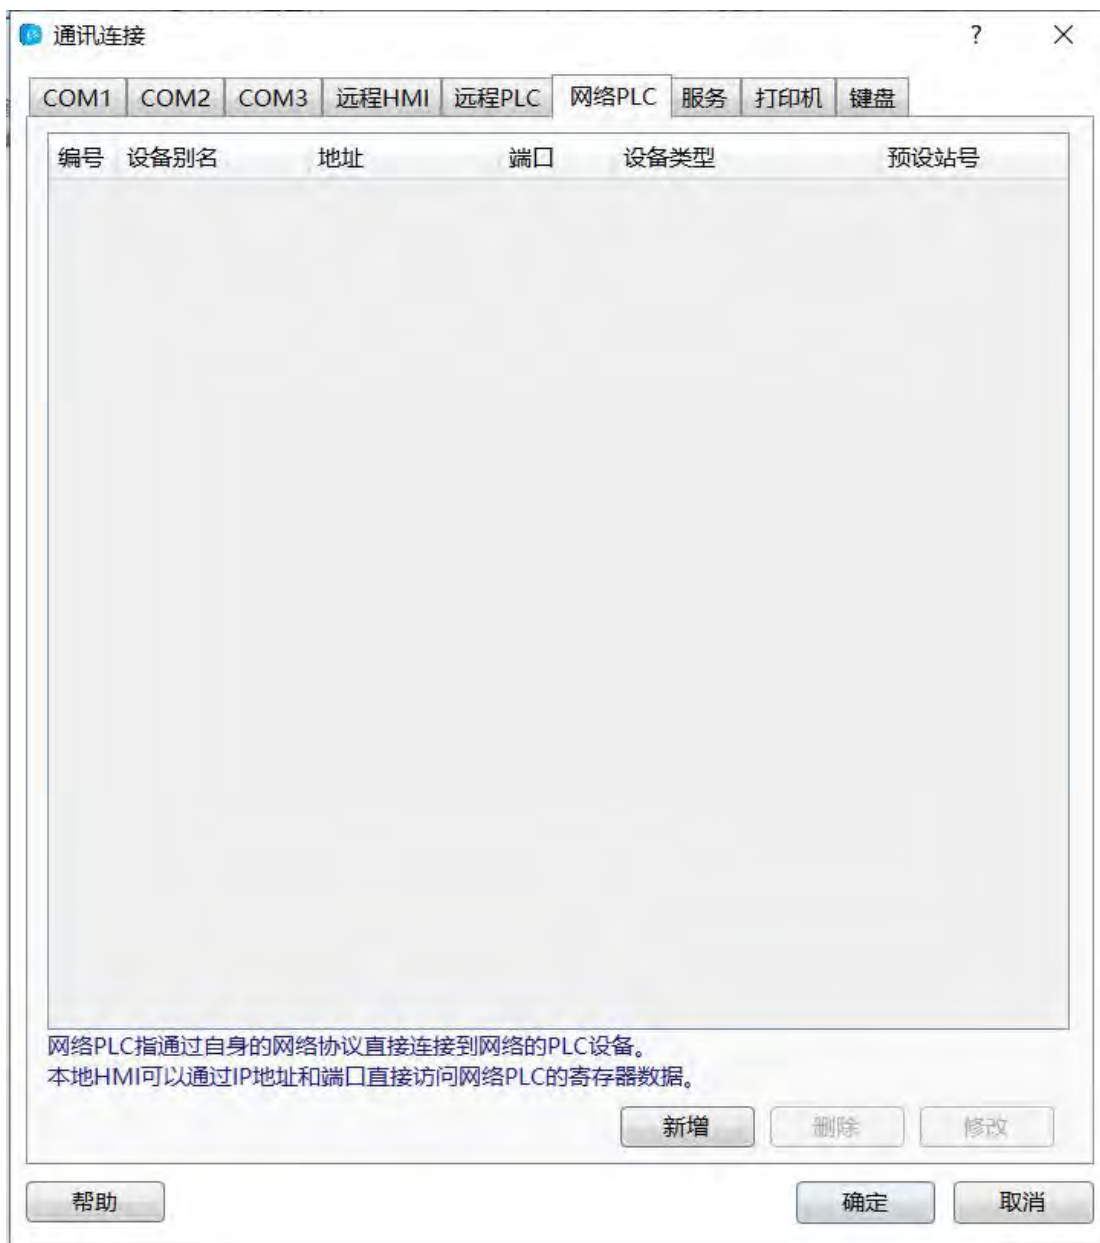 通讯连接 ?
COM1 COM2 COM3 远程HMI 远程PLC 网络PLC 服务 打印机 键盘
编号 设备别名 地址 端口 设备类型 预设站号
网络PLC指通过自身的网络协议直接连接到网络的PLC设备。
本地HMI可以通过IP地址和端口直接访问网络PLC的寄存器数据。
新增 删除 修改
帮助 确定 取消